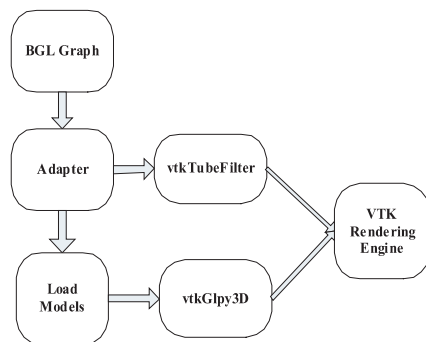 BGL Graph
Adapter
vtkTubeFilter
VTK
Rendering
Engine
Load
Models
vtkGlpy3D